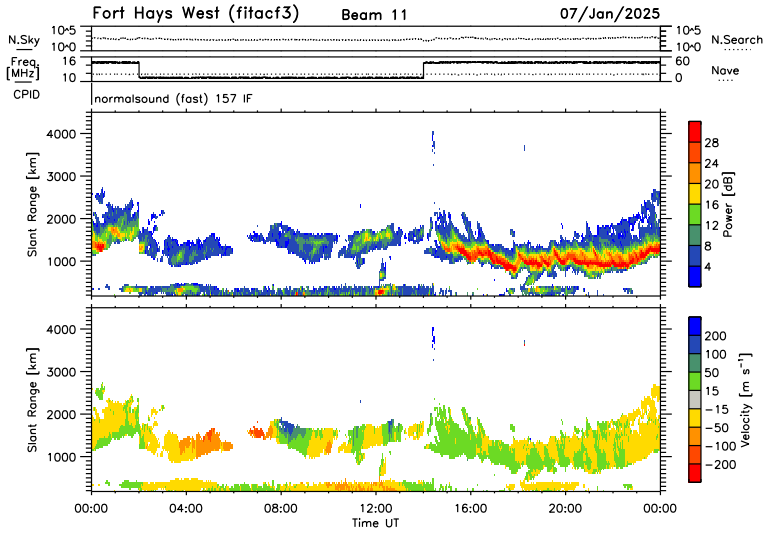 Fort Hays West (fitacf3) Beam 11 07/Jan/2025
10^5 10^5
N.Sky N.Search
10^0 10^0
Freq. 16 60
[MHz] Nave
10 0
CPID normalsound (fast) 157 IF
Slant Range [km]
4000
3000
2000
1000
28
24
20
16
12
8
4
Power [dB]
Slant Range [km]
4000
3000
2000
1000
200
100
50
15
−15
−50
−100
−200
Velocity [m s⁻¹]
00:00 04:00 08:00 12:00 16:00 20:00 00:00
Time UT